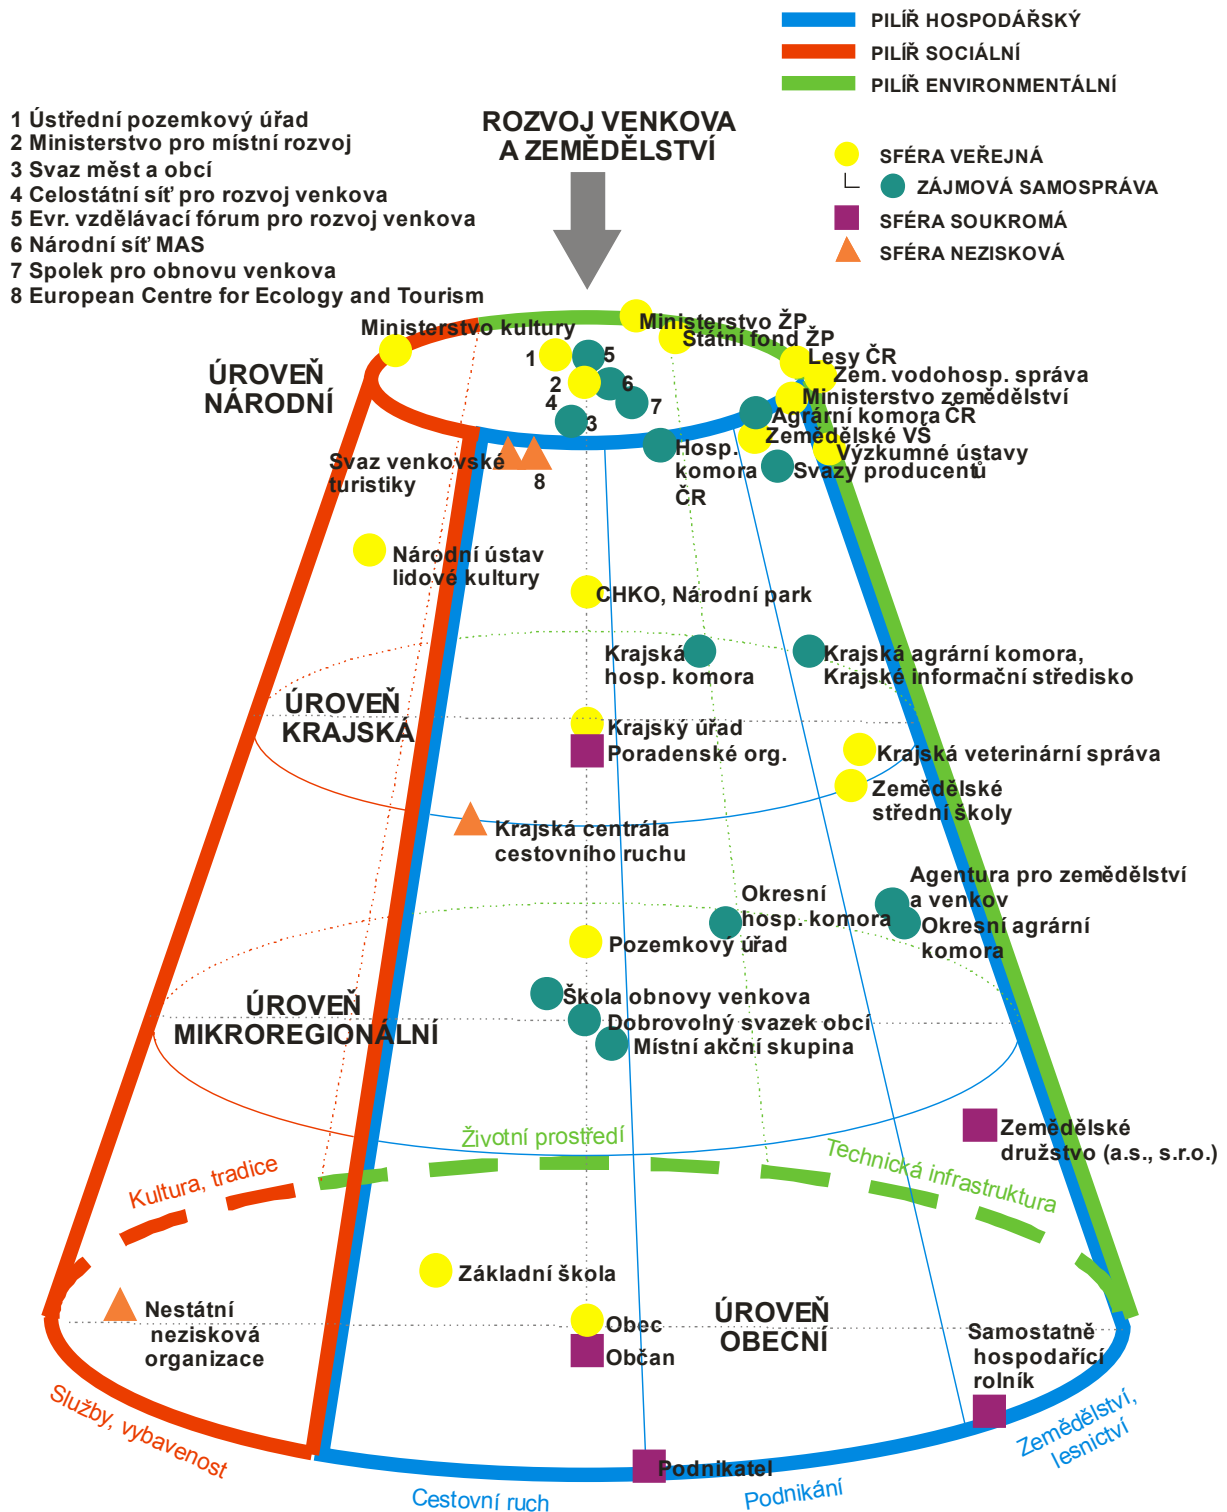 PILÍŘ HOSPODÁŘSKÝ
PILÍŘ SOCIÁLNÍ
PILÍŘ ENVIRONMENTÁLNÍ
1 Ústřední pozemkový úřad
2 Ministerstvo pro místní rozvoj
3 Svaz měst a obcí
4 Celostátní síť pro rozvoj venkova
5 Evr. vzdělávací fórum pro rozvoj venkova
6 Národní síť MAS
7 Spolek pro obnovu venkova
8 European Centre for Ecology and Tourism
ROZVOJ VENKOVA
A ZEMĚDĚLSTVÍ
SFÉRA VEŘEJNÁ
ZÁJMOVÁ SAMOSPRÁVA
SFÉRA SOUKROMÁ
SFÉRA NEZISKOVÁ
Ministerstvo kultury
Ministerstvo ŽP
Státní fond ŽP
Lesy ČR
Zem. vodohosp. správa
Ministerstvo zemědělství
Agrární komora ČR
Zemědělské VŠ
Výzkumné ústavy
Svazy producentů
1
5
2
6
4
7
3
8
ÚROVEŇ
NÁRODNÍ
Hosp.
komora
ČR
Svaz venkovské
turistiky
Národní ústav
lidové kultury
CHKO, Národní park
Krajská
hosp. komora
Krajská agrární komora,
Krajské informační středisko
ÚROVEŇ
KRAJSKÁ
Krajský úřad
Poradenské org.
Krajská veterinární správa
Zemědělské
střední školy
Krajská centrála
cestovního ruchu
Okresní
hosp. komora
Agentura pro zemědělství
a venkov
Okresní agrární
komora
Pozemkový úřad
ÚROVEŇ
MIKROREGIONÁLNÍ
Škola obnovy venkova
Dobrovolný svazek obcí
Místní akční skupina
Zemědělské
družstvo (a.s., s.r.o.)
Životní prostředí
Kultura, tradice
Technická infrastruktura
Základní škola
Nestátní
nezisková
organizace
Obec
Občan
ÚROVEŇ
OBECNÍ
Samostatně
hospodařící
rolník
Podnikatel
Služby, vybavenost
Cestovní ruch
Podnikání
Zemědělství,
lesnictví